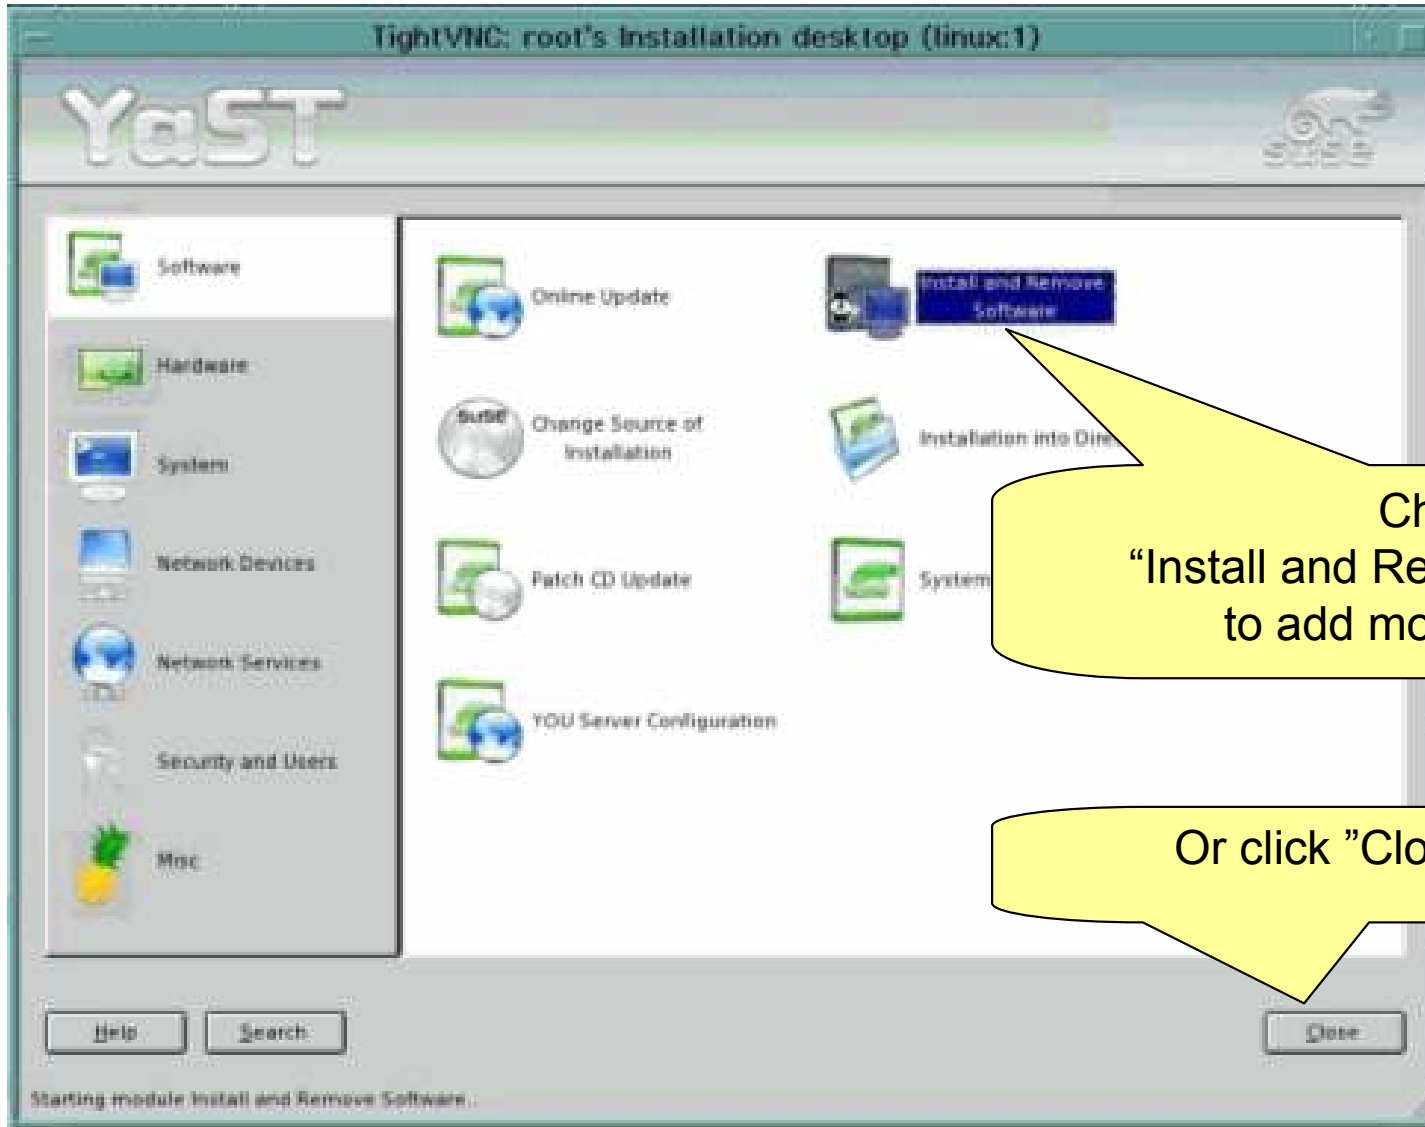 TightVNC: root's Installation desktop (linux:1)
YaST
SUSE
Software
Hardware
System
Network Devices
Network Services
Security and Users
Misc
Online Update
Install and Remove
Software
SuSE
Change Source of
Installation
Installation into Dire
Patch CD Update
System
YOU Server Configuration
Ch
“Install and Re
to add mo
Or click ”Clo
Help
Search
Close
Starting module Install and Remove Software...